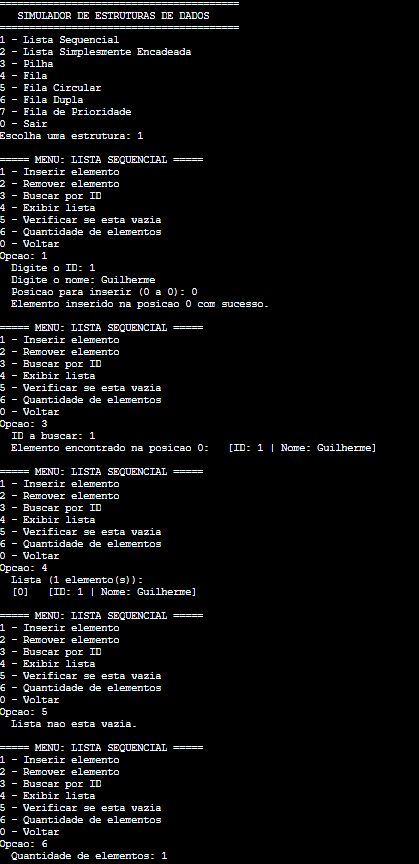 ========================================
SIMULADOR DE ESTRUTURAS DE DADOS
========================================
1 - Lista Sequencial
2 - Lista Simplesmente Encadeada
3 - Pilha
4 - Fila
5 - Fila Circular
6 - Fila Dupla
7 - Fila de Prioridade
0 - Sair
Escolha uma estrutura: 1
===== MENU: LISTA SEQUENCIAL =====
1 - Inserir elemento
2 - Remover elemento
3 - Buscar por ID
4 - Exibir lista
5 - Verificar se esta vazia
6 - Quantidade de elementos
0 - Voltar
Opcao: 1
Digite o ID: 1
Digite o nome: Guilherme
Posicao para inserir (0 a 0): 0
Elemento inserido na posicao 0 com sucesso.
===== MENU: LISTA SEQUENCIAL =====
1 - Inserir elemento
2 - Remover elemento
3 - Buscar por ID
4 - Exibir lista
5 - Verificar se esta vazia
6 - Quantidade de elementos
0 - Voltar
Opcao: 3
ID a buscar: 1
Elemento encontrado na posicao 0:   [ID: 1 | Nome: Guilherme]
===== MENU: LISTA SEQUENCIAL =====
1 - Inserir elemento
2 - Remover elemento
3 - Buscar por ID
4 - Exibir lista
5 - Verificar se esta vazia
6 - Quantidade de elementos
0 - Voltar
Opcao: 4
Lista (1 elemento(s)):
[0]   [ID: 1 | Nome: Guilherme]
===== MENU: LISTA SEQUENCIAL =====
1 - Inserir elemento
2 - Remover elemento
3 - Buscar por ID
4 - Exibir lista
5 - Verificar se esta vazia
6 - Quantidade de elementos
0 - Voltar
Opcao: 5
Lista nao esta vazia.
===== MENU: LISTA SEQUENCIAL =====
1 - Inserir elemento
2 - Remover elemento
3 - Buscar por ID
4 - Exibir lista
5 - Verificar se esta vazia
6 - Quantidade de elementos
0 - Voltar
Opcao: 6
Quantidade de elementos: 1